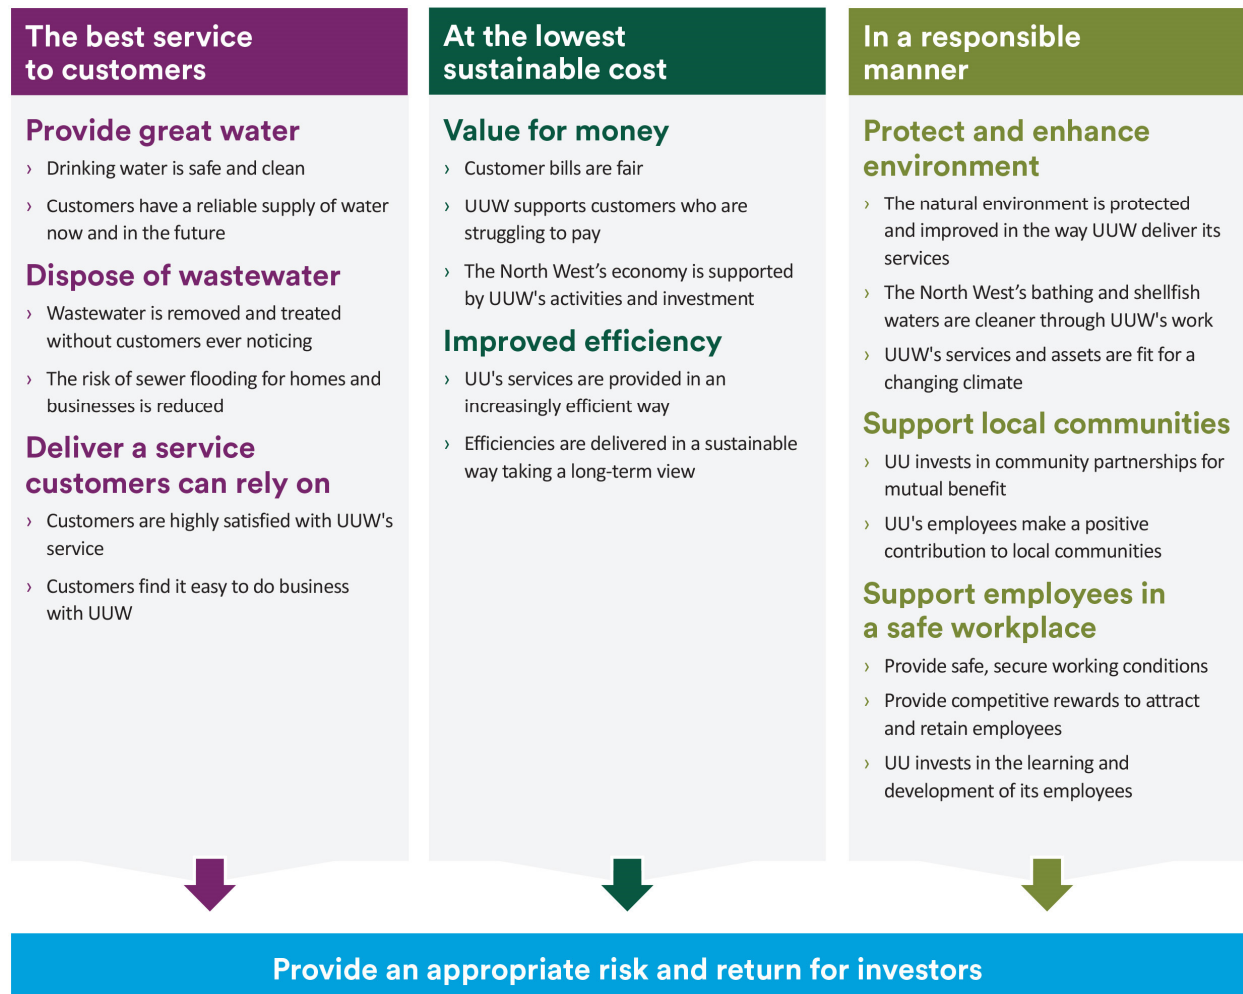 The best service
to customers
Provide great water
› Drinking water is safe and clean
› Customers have a reliable supply of water
now and in the future
Dispose of wastewater
› Wastewater is removed and treated
without customers ever noticing
› The risk of sewer flooding for homes and
businesses is reduced
Deliver a service
customers can rely on
› Customers are highly satisfied with UUW's
service
› Customers find it easy to do business
with UUW
At the lowest
sustainable cost
Value for money
› Customer bills are fair
› UUW supports customers who are
struggling to pay
› The North West’s economy is supported
by UUW's activities and investment
Improved efficiency
› UU's services are provided in an
increasingly efficient way
› Efficiencies are delivered in a sustainable
way taking a long-term view
In a responsible
manner
Protect and enhance
environment
› The natural environment is protected
and improved in the way UUW deliver its
services
› The North West’s bathing and shellfish
waters are cleaner through UUW's work
› UUW's services and assets are fit for a
changing climate
Support local communities
› UU invests in community partnerships for
mutual benefit
› UU's employees make a positive
contribution to local communities
Support employees in
a safe workplace
› Provide safe, secure working conditions
› Provide competitive rewards to attract
and retain employees
› UU invests in the learning and
development of its employees
Provide an appropriate risk and return for investors